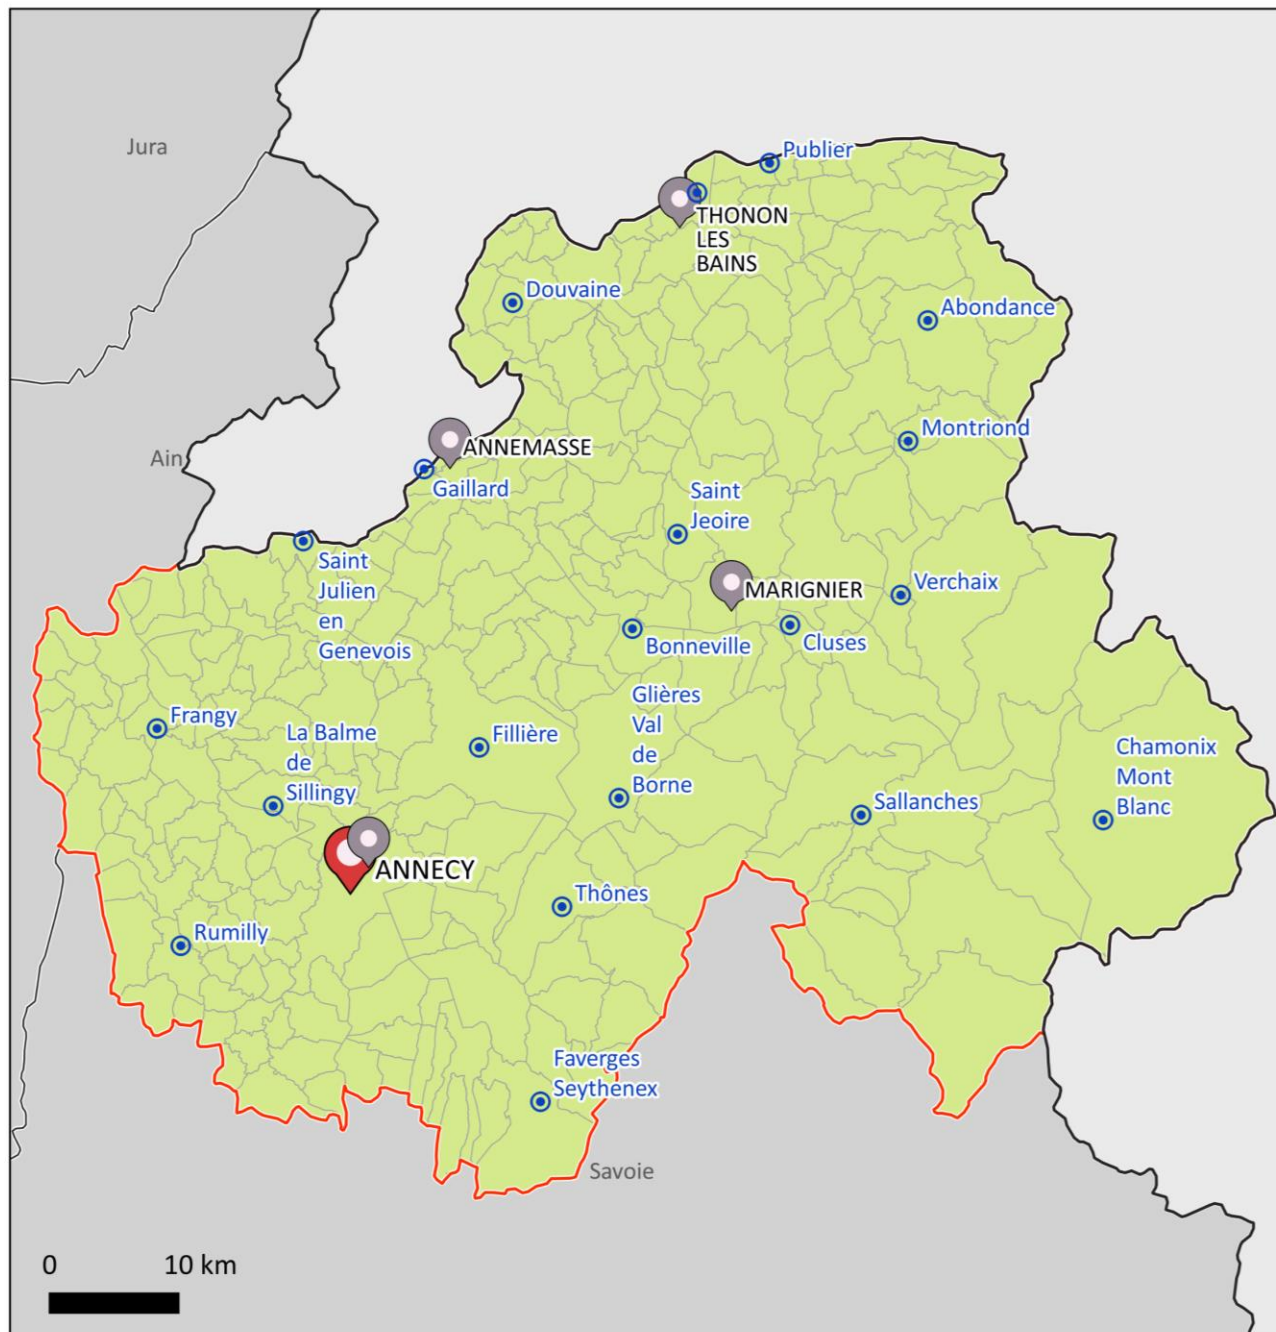 Jura
Publier
THONON
LES
BAINS
Douvaine
Abondance
Montriond
ANNEMASSE
Ain
Gaillard
Saint
Jeoire
Saint
Julien
en
Genevois
MARIGNIER
Verchaix
Bonneville
Cluses
Glières
Val
de
Borne
Frangy
La Balme
de
Sillingy
Fillière
Chamonix
Mont
Blanc
Sallanches
ANNECY
Thônes
Rumilly
Faverges
Seythenex
Savoie
0 10 km